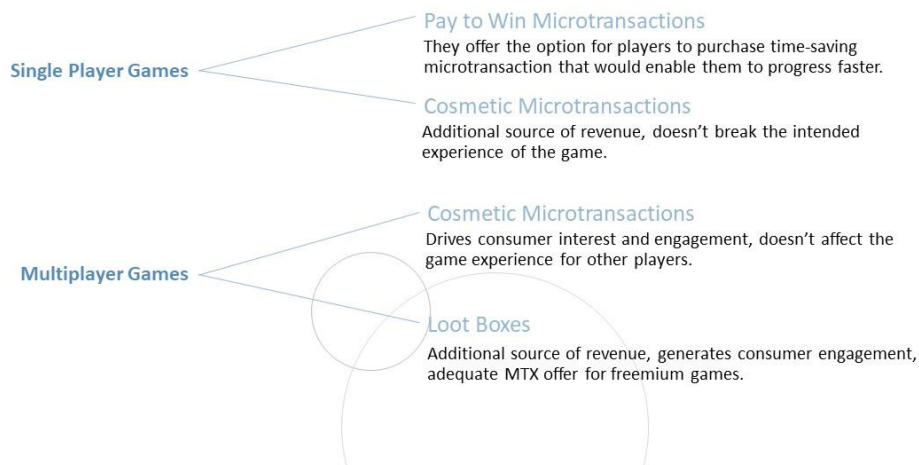 Single Player Games
Pay to Win Microtransactions
They offer the option for players to purchase time-saving
microtransaction that would enable them to progress faster.
Cosmetic Microtransactions
Additional source of revenue, doesn’t break the intended
experience of the game.
Multiplayer Games
Cosmetic Microtransactions
Drives consumer interest and engagement, doesn’t affect the
game experience for other players.
Loot Boxes
Additional source of revenue, generates consumer engagement,
adequate MTX offer for freemium games.